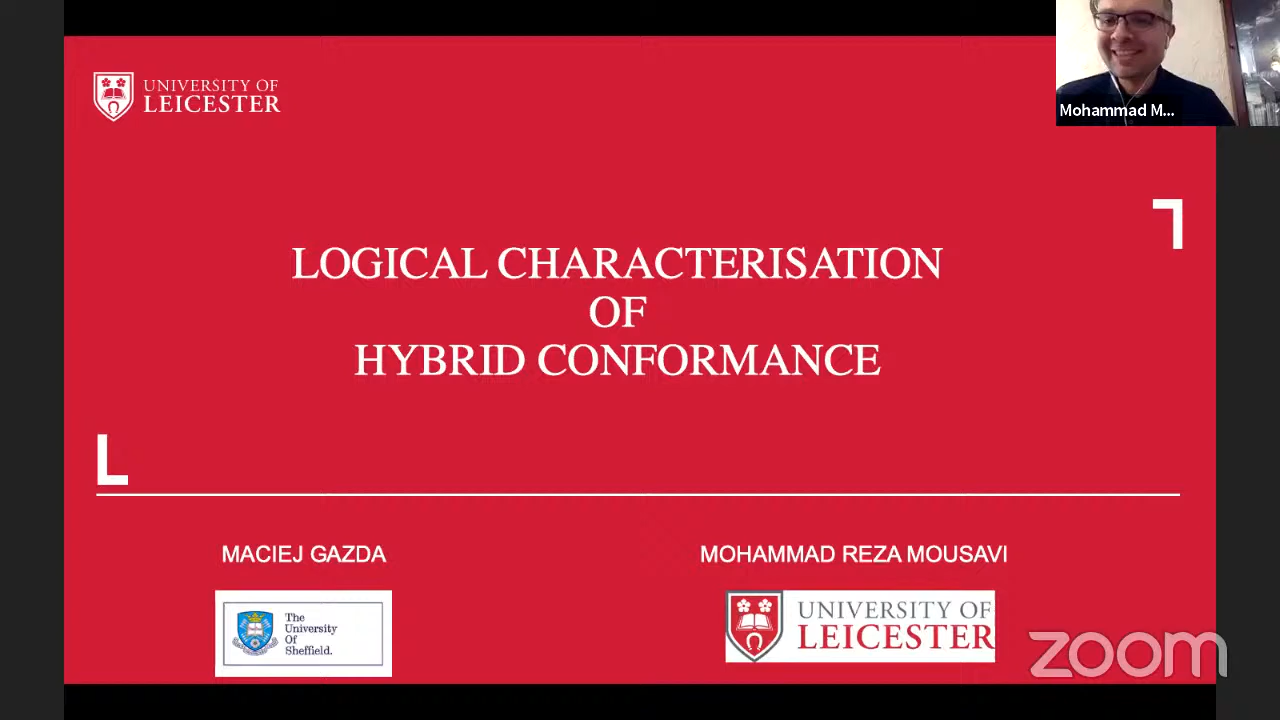 UNIVERSITY OF
LEICESTER
Mohammad M...
LOGICAL CHARACTERISATION
OF
HYBRID CONFORMANCE
MACIEJ GAZDA
MOHAMMAD REZA MOUSAVI
The
University
Of
Sheffield.
UNIVERSITY OF
LEICESTER
zoom